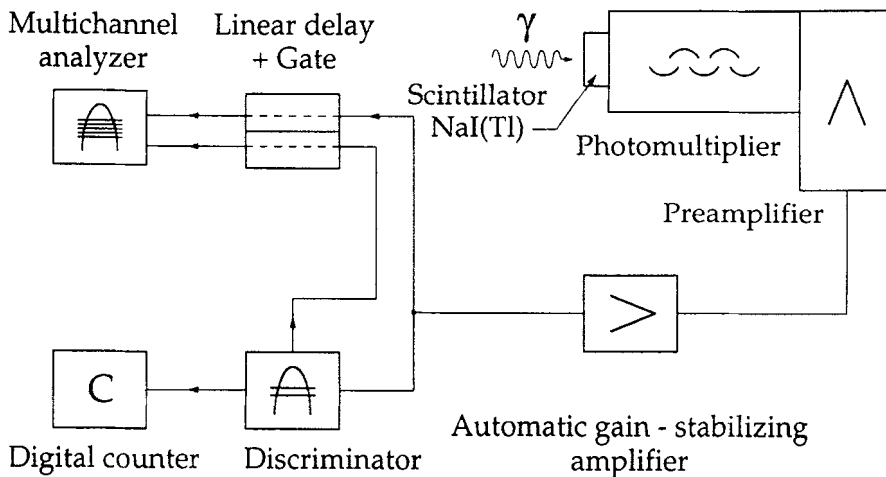 Multichannel
analyzer
Linear delay
+ Gate
γ
Scintillator
NaI(Tl)
Photomultiplier
Preamplifier
C
Digital counter
Discriminator
Automatic gain - stabilizing
amplifier